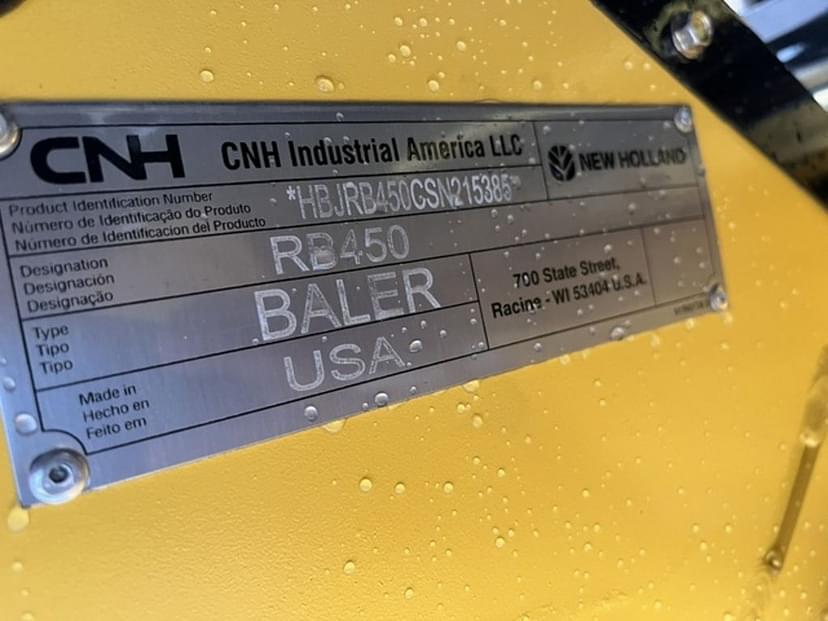 CNH CNH Industrial America LLC NEW HOLLAND
Product Identification Number
Número de Identificação do Produto
Número de Identificacion del Producto
*HBJRB450CSN215385*
Designation
Designación
Designação
RB450
Type
Tipo
Tipo
BALER
700 State Street,
Racine - WI 53404 U.S.A.
Made in
Hecho en
Feito em
USA